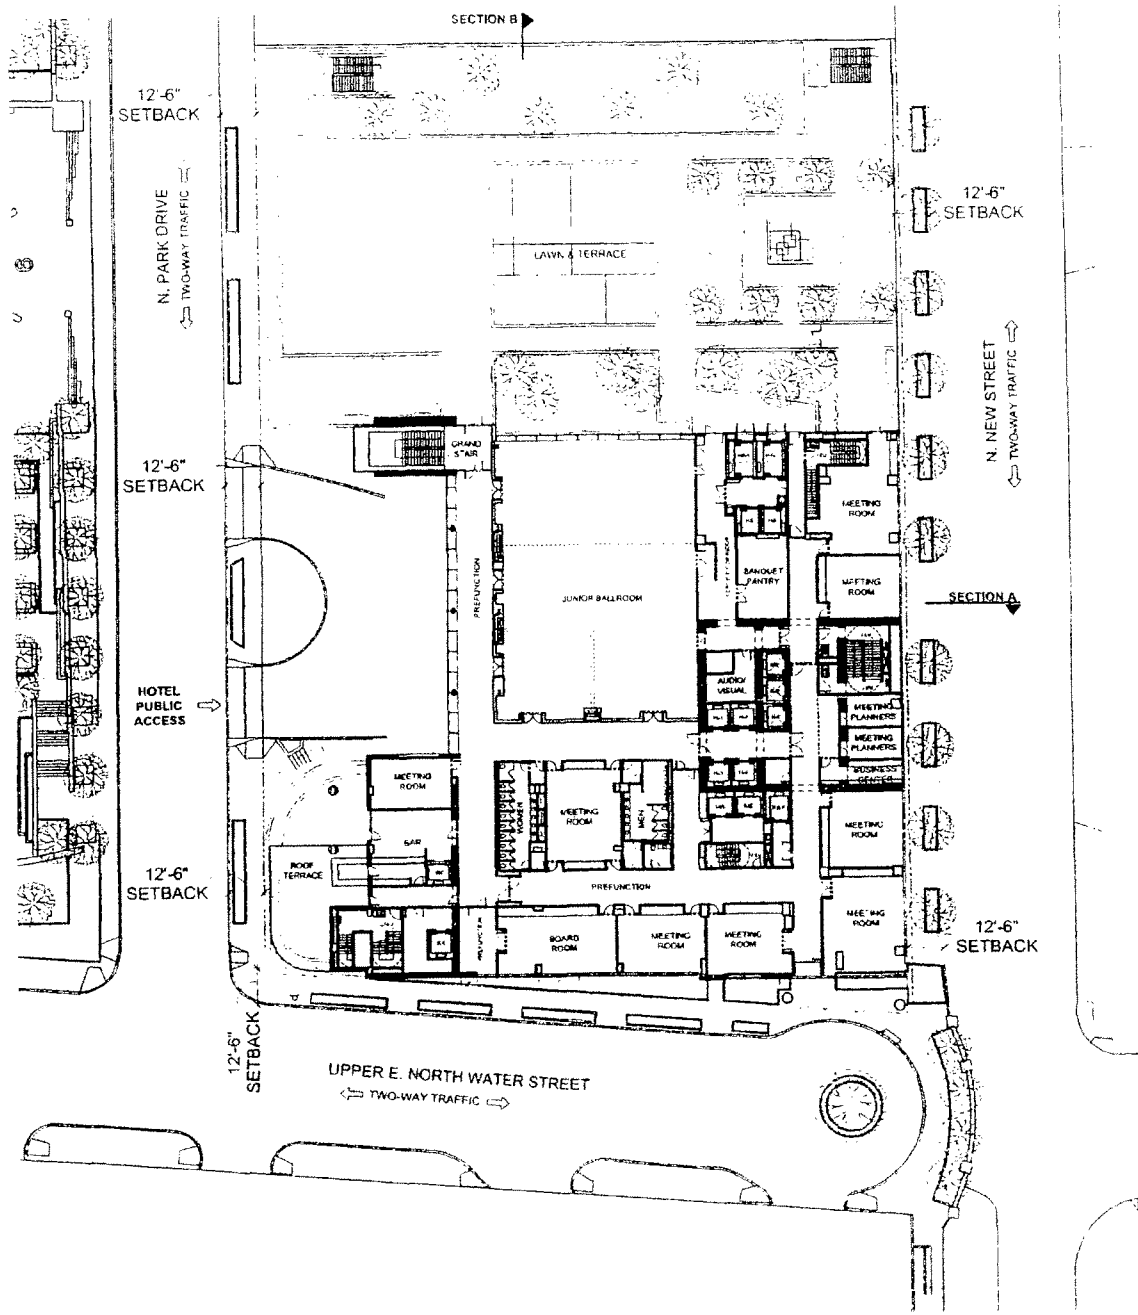 SECTION B
12'-6"
SETBACK
N. PARK DRIVE
TWO-WAY TRAFFIC
12'-6"
SETBACK
LAWN & TERRACE
N. NEW STREET
TWO-WAY TRAFFIC
GRAND
STAIR
12'-6"
SETBACK
MEETING
ROOM
PREFUNCTION
JUNIOR BALLROOM
BANQUET
PANTRY
MEETING
ROOM
SECTION A
HOTEL
PUBLIC
ACCESS
AUDIO/
VISUAL
MEETING
PLANNERS
MEETING
PLANNERS
BUSINESS
CENTER
MEETING
ROOM
WOMEN
MEETING
ROOM
MEN
MEETING
ROOM
BAR
ROOF
TERRACE
12'-6"
SETBACK
PREFUNCTION
MEETING
ROOM
PREFUNCTION
BOARD
ROOM
MEETING
ROOM
MEETING
ROOM
12'-6"
SETBACK
12'-6"
SETBACK
UPPER E. NORTH WATER STREET
TWO-WAY TRAFFIC